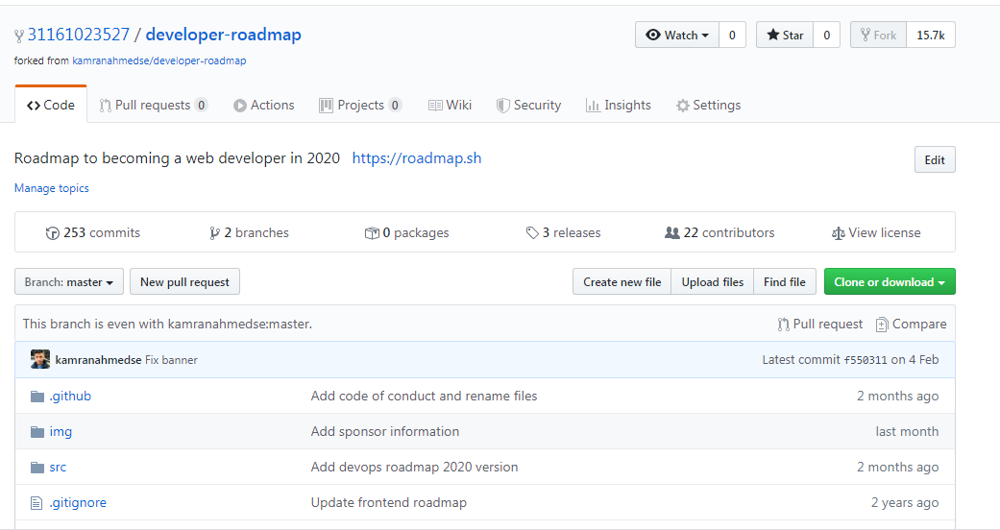 31161023527 / developer-roadmap Watch 0 Star 0 Fork 15.7k
forked from kamranahmedse/developer-roadmap
Code Pull requests 0 Actions Projects 0 Wiki Security Insights Settings
Roadmap to becoming a web developer in 2020 https://roadmap.sh Edit
Manage topics
253 commits 2 branches 0 packages 3 releases 22 contributors View license
Branch: master New pull request Create new file Upload files Find file Clone or download
This branch is even with kamranahmedse:master. Pull request Compare
kamranahmedse Fix banner Latest commit f550311 on 4 Feb
.github Add code of conduct and rename files 2 months ago
img Add sponsor information last month
src Add devops roadmap 2020 version 2 months ago
.gitignore Update frontend roadmap 2 years ago